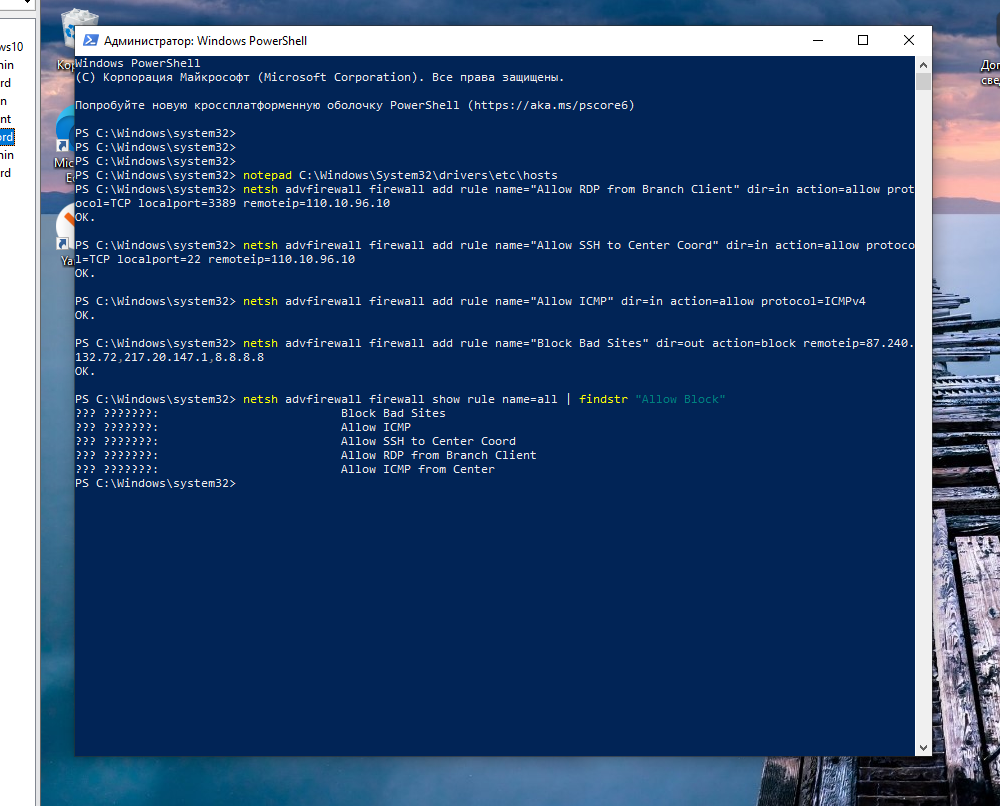 ws10
min
rd
n
nt
ord
min
rd
Администратор: Windows PowerShell
Windows PowerShell
(C) Корпорация Майкрософт (Microsoft Corporation). Все права защищены.
Попробуйте новую кроссплатформенную оболочку PowerShell (https://aka.ms/pscore6)
PS C:\Windows\system32>
PS C:\Windows\system32>
PS C:\Windows\system32>
PS C:\Windows\system32> notepad C:\Windows\System32\drivers\etc\hosts
PS C:\Windows\system32> netsh advfirewall firewall add rule name="Allow RDP from Branch Client" dir=in action=allow prot
ocol=TCP localport=3389 remoteip=110.10.96.10
OK.
PS C:\Windows\system32> netsh advfirewall firewall add rule name="Allow SSH to Center Coord" dir=in action=allow protoco
l=TCP localport=22 remoteip=110.10.96.10
OK.
PS C:\Windows\system32> netsh advfirewall firewall add rule name="Allow ICMP" dir=in action=allow protocol=ICMPv4
OK.
PS C:\Windows\system32> netsh advfirewall firewall add rule name="Block Bad Sites" dir=out action=block remoteip=87.240.
132.72,217.20.147.1,8.8.8.8
OK.
PS C:\Windows\system32> netsh advfirewall firewall show rule name=all | findstr "Allow Block"
??? ???????: Block Bad Sites
??? ???????: Allow ICMP
??? ???????: Allow SSH to Center Coord
??? ???????: Allow RDP from Branch Client
??? ???????: Allow ICMP from Center
PS C:\Windows\system32>
Кор
Mic
E
Ya
До
све